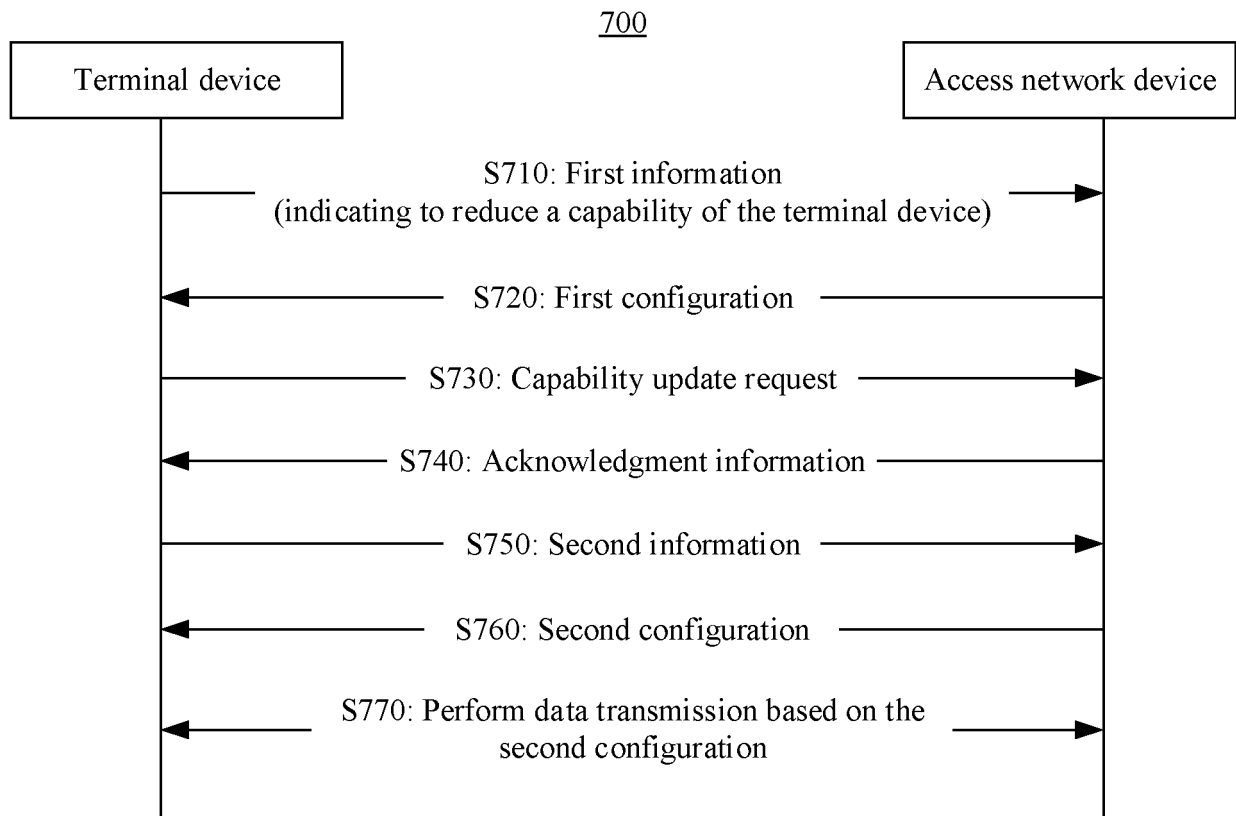 700
Terminal device
Access network device
S710: First information
(indicating to reduce a capability of the terminal device)
S720: First configuration
S730: Capability update request
S740: Acknowledgment information
S750: Second information
S760: Second configuration
S770: Perform data transmission based on the
second configuration